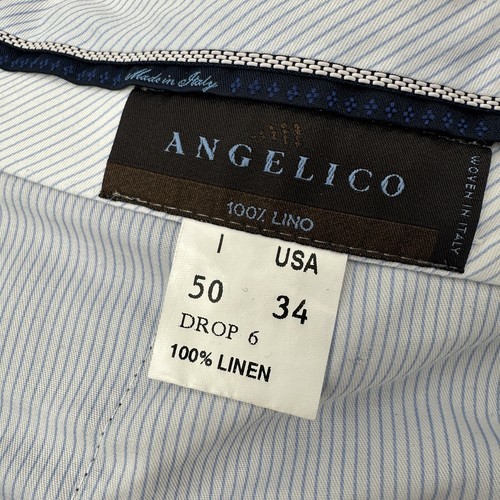 Made in Italy
ANGELICO
100% LINO
WOVEN IN ITALY
I USA
50 34
DROP 6
100% LINEN